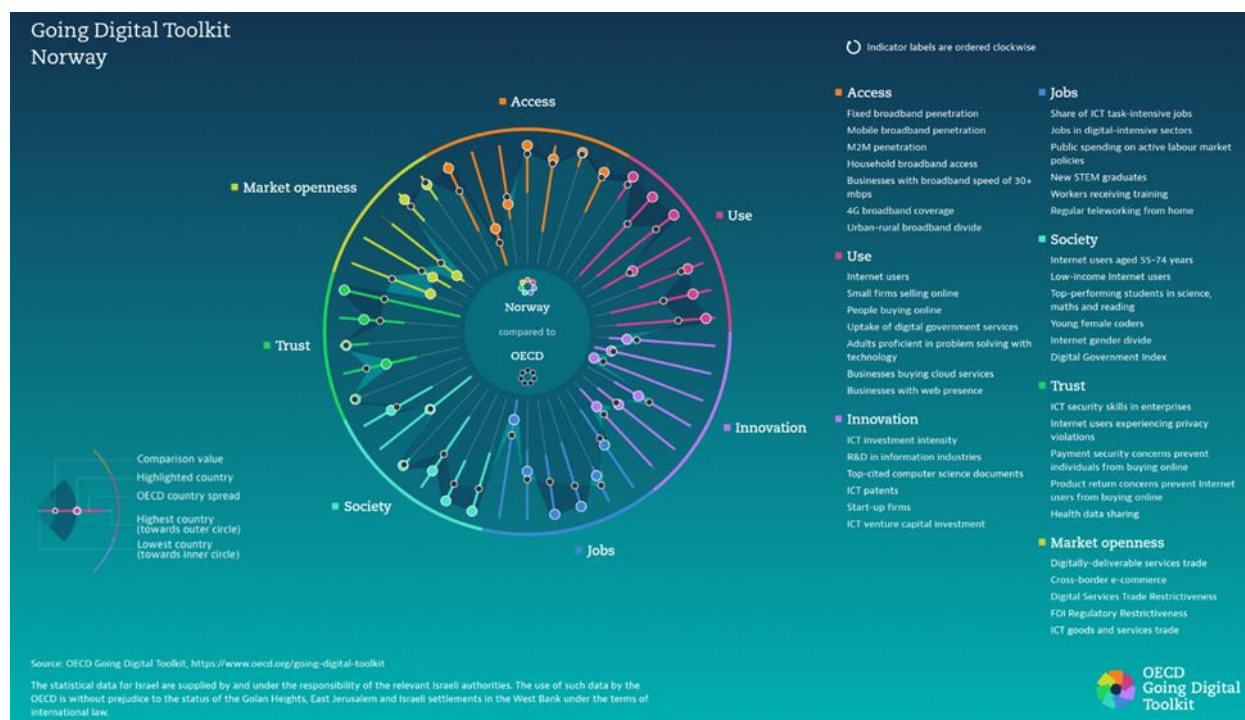 Going Digital Toolkit
Norway
Indicator labels are ordered clockwise
Access
Market openness
Use
Trust
Innovation
Society
Jobs
Norway
compared to
OECD
Comparison value
Highlighted country
OECD country spread
Highest country
(towards outer circle)
Lowest country
(towards inner circle)
Access
Fixed broadband penetration
Mobile broadband penetration
M2M penetration
Household broadband access
Businesses with broadband speed of 30+
mbps
4G broadband coverage
Urban-rural broadband divide
Use
Internet users
Small firms selling online
People buying online
Uptake of digital government services
Adults proficient in problem solving with
technology
Businesses buying cloud services
Businesses with web presence
Innovation
ICT investment intensity
R&D in information industries
Top-cited computer science documents
ICT patents
Start-up firms
ICT venture capital investment
Jobs
Share of ICT task-intensive jobs
Jobs in digital-intensive sectors
Public spending on active labour market
policies
New STEM graduates
Workers receiving training
Regular teleworking from home
Society
Internet users aged 55-74 years
Low-income Internet users
Top-performing students in science,
maths and reading
Young female coders
Internet gender divide
Digital Government Index
Trust
ICT security skills in enterprises
Internet users experiencing privacy
violations
Payment security concerns prevent
individuals from buying online
Product return concerns prevent Internet
users from buying online
Health data sharing
Market openness
Digitally-deliverable services trade
Cross-border e-commerce
Digital Services Trade Restrictiveness
FDI Regulatory Restrictiveness
ICT goods and services trade
Source: OECD Going Digital Toolkit, https://www.oecd.org/going-digital-toolkit
The statistical data for Israel are supplied by and under the responsibility of the relevant Israeli authorities. The use of such data by the
OECD is without prejudice to the status of the Golan Heights, East Jerusalem and Israeli settlements in the West Bank under the terms of
international law.
OECD
Going Digital
Toolkit